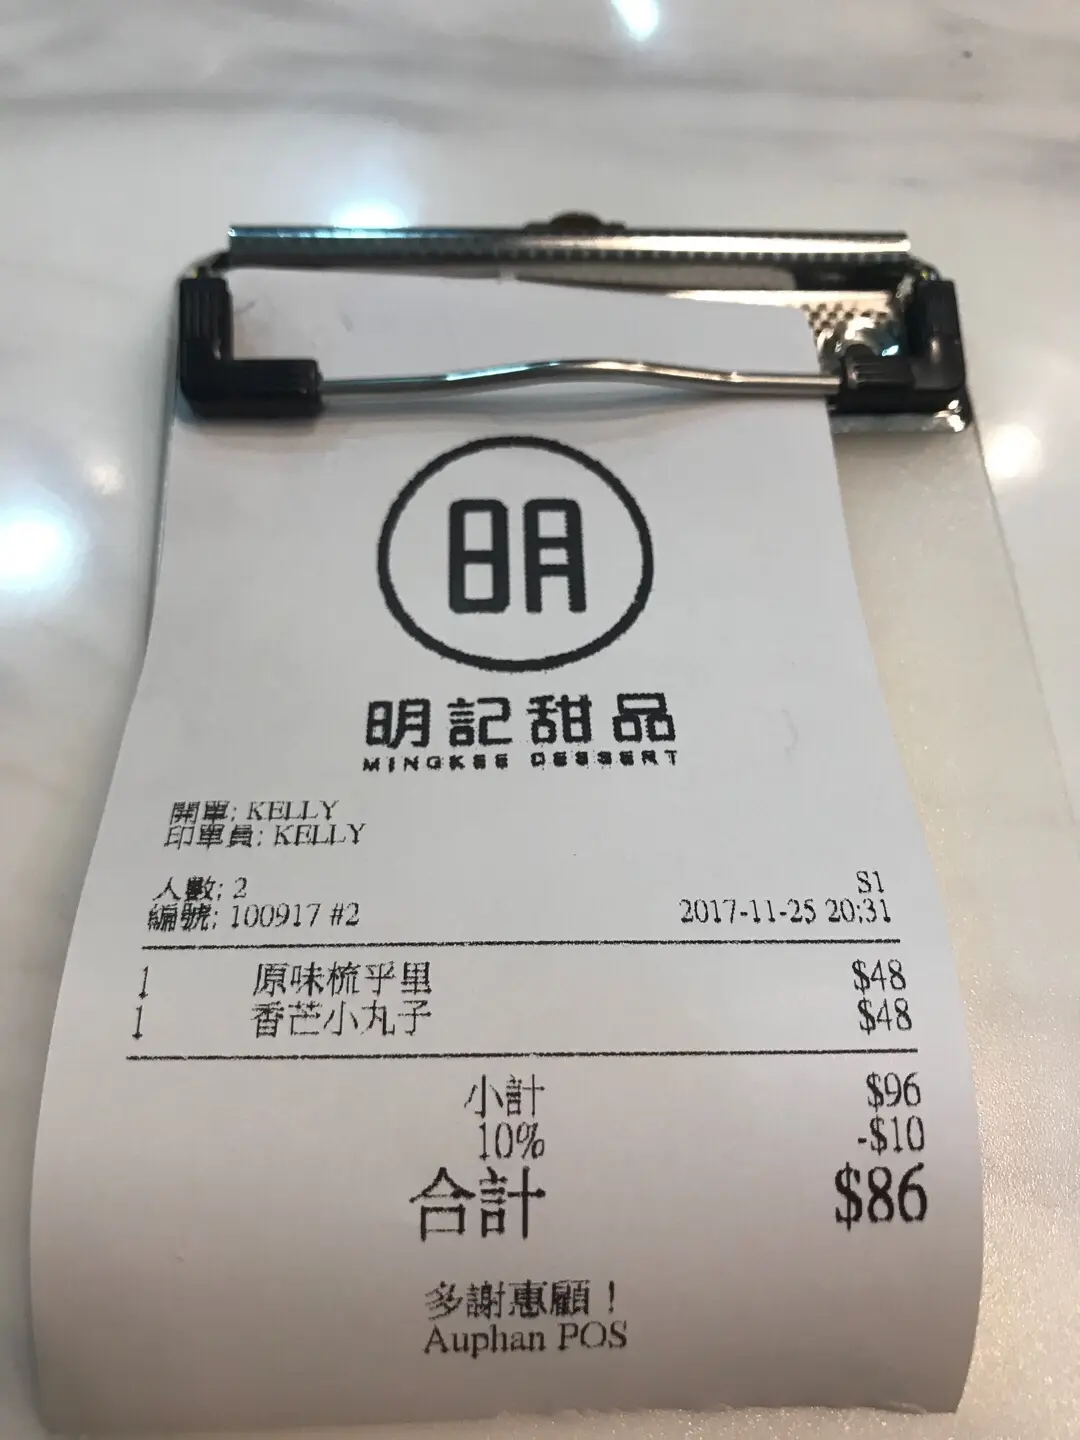 明
明記甜品
MINGKEE DESSERT
開單: KELLY
印單員: KELLY
人數: 2 S1
編號: 100917 #2 2017-11-25 20:31
1 原味梳乎里 $48
1 香芒小丸子 $48
小計 $96
10% -$10
合計 $86
多謝惠顧！
Auphan POS